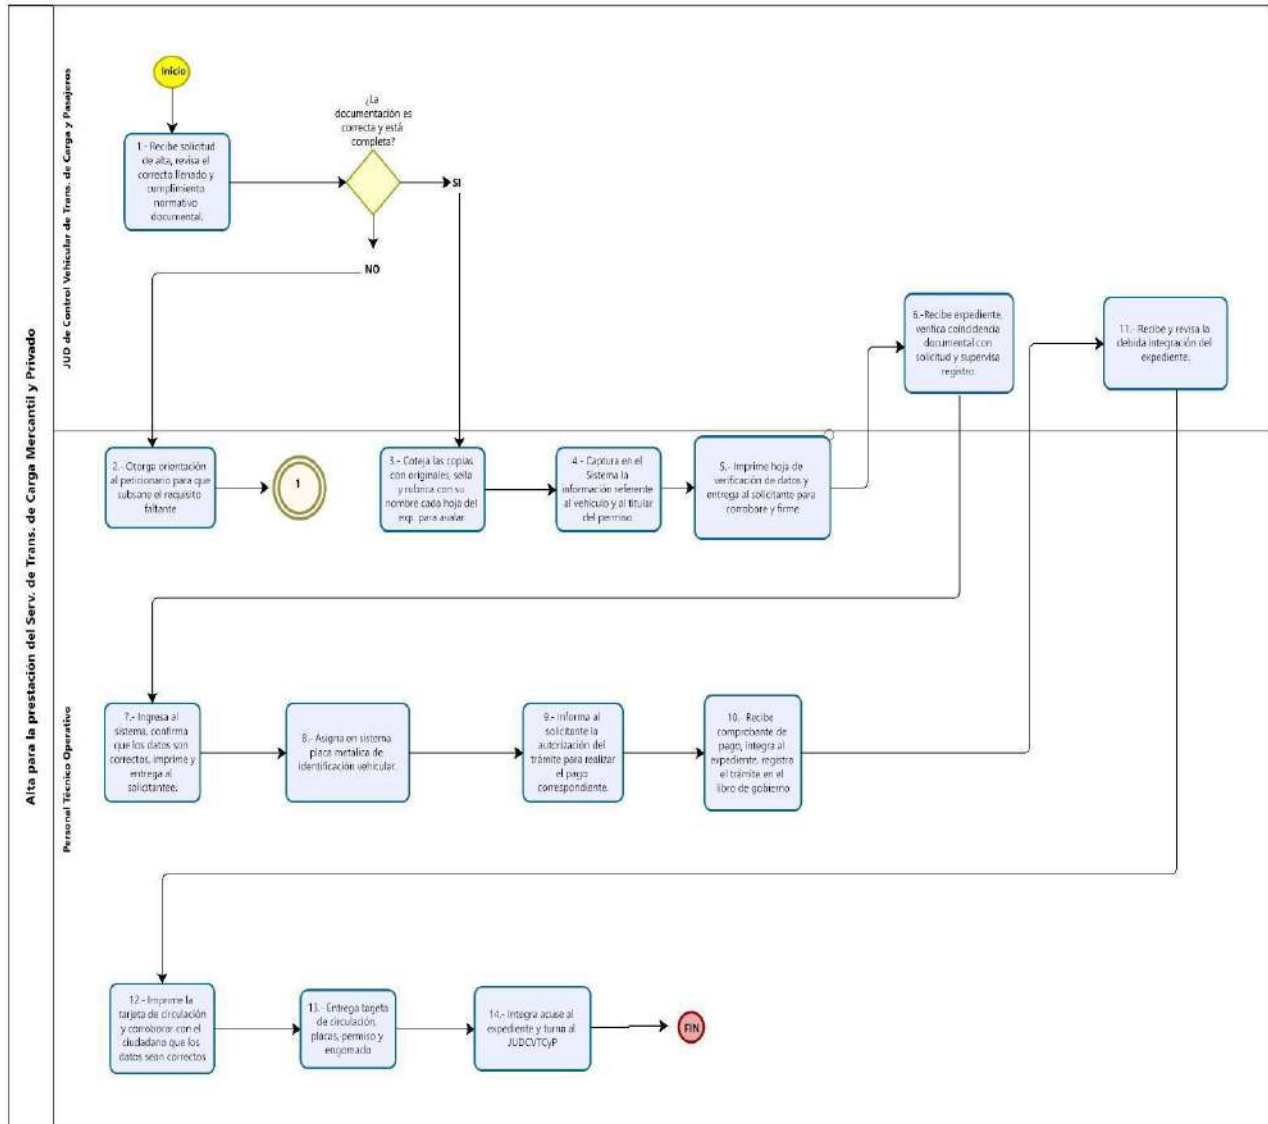 Alta para la prestación del Serv. de Trans. de Carga Mercantil y Privado
JUD de Control Vehicular de Trans. de Carga y Pasajeros
Inicio
1.- Recibe solicitud
de alta, revisa el
correcto llenado y
cumplimiento
normativo
documental.
¿La
documentación es
correcta y está
completa?
SI
NO
6.-Recibe expediente,
verifica coincidencia
documental con
solicitud y supervisa
registro.
11.- Recibe y revisa la
debida integración del
expediente.
Personal Técnico Operativo
2.- Otorga orientación
al peticionario para que
subsane el requisito
faltante
1
3.- Coteja las copias
con originales, sella
y rubrica con su
nombre cada hoja del
exp. para avalar.
4.- Captura en el
Sistema la
información referente
al vehículo y al titular
del permiso.
5.- Imprime hoja de
verificación de datos y
entrega al solicitante para
corrobore y firme.
7.- Ingresa al
sistema, confirma
que los datos son
correctos, imprime y
entrega al
solicitantee.
8.- Asigna en sistema
placa metalica de
identificación vehicular.
9.- Informa al
solicitante la
autorización del
trámite para realizar
el pago
correspondiente.
10.- Recibe
comprobante de
pago, integra al
expediente, registra
el trámite en el
libro de gobierno
12.- Imprime la
tarjeta de circulación
y corroborar con el
ciudadano que los
datos sean correctos
13.- Entrega tarjeta
de circulación,
placas, permiso y
engomado
14.- Integra acuse al
expediente y turna al
JUDCVTCyP
FIN